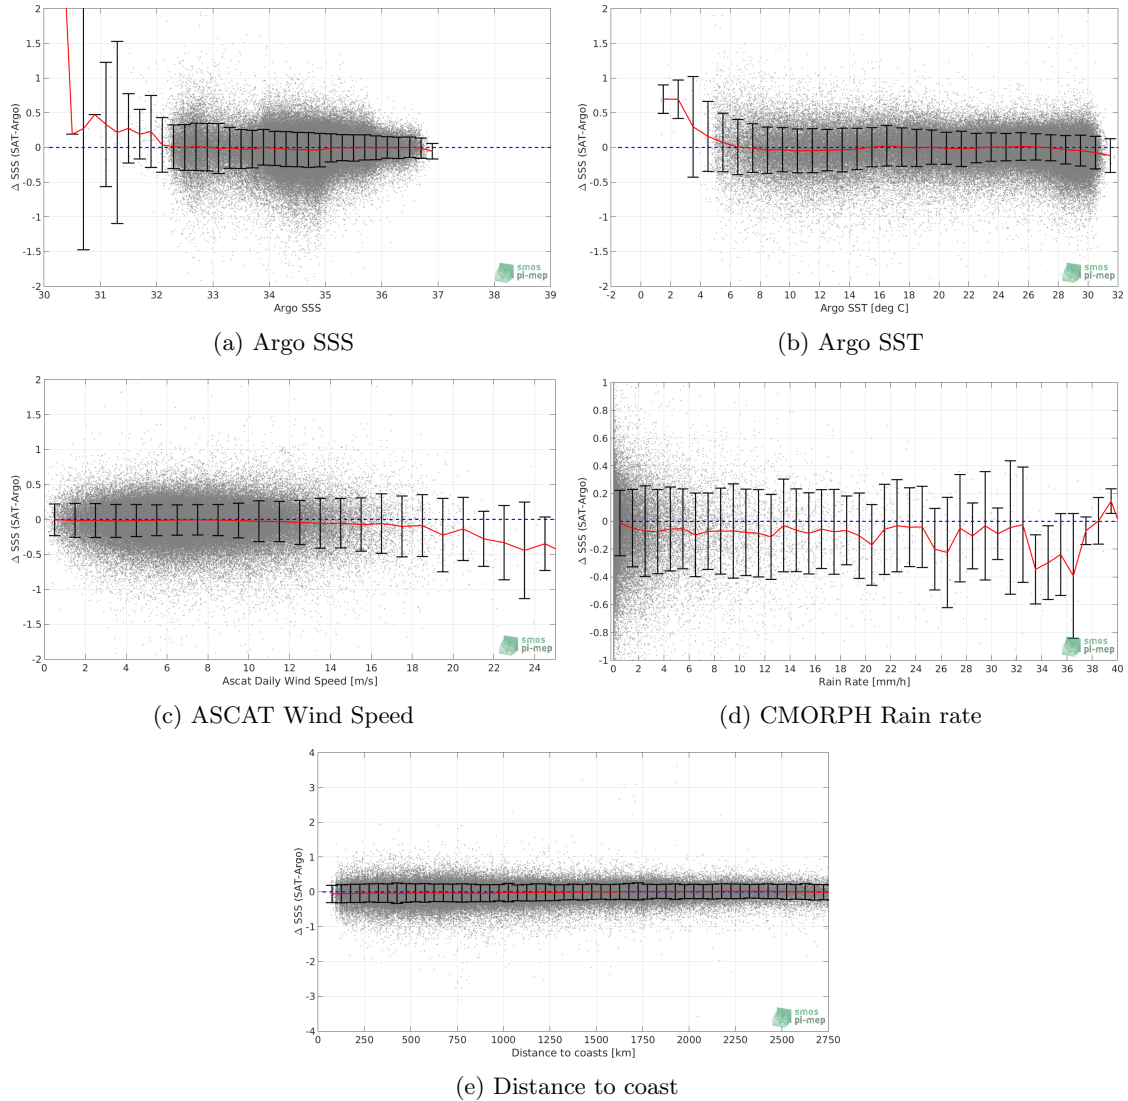 2
1.5
1
0.5
0
-0.5
-1
-1.5
-2
Δ SSS (SAT-Argo)
30 31 32 33 34 35 36 37 38 39
Argo SSS
smos
pi-mep
(a) Argo SSS
2
1.5
1
0.5
0
-0.5
-1
-1.5
-2
Δ SSS (SAT-Argo)
-2 0 2 4 6 8 10 12 14 16 18 20 22 24 26 28 30 32
Argo SST [deg C]
smos
pi-mep
(b) Argo SST
2
1.5
1
0.5
0
-0.5
-1
-1.5
-2
Δ SSS (SAT-Argo)
0 2 4 6 8 10 12 14 16 18 20 22 24
Ascat Daily Wind Speed [m/s]
smos
pi-mep
(c) ASCAT Wind Speed
1
0.8
0.6
0.4
0.2
0
-0.2
-0.4
-0.6
-0.8
-1
Δ SSS (SAT-Argo)
0 2 4 6 8 10 12 14 16 18 20 22 24 26 28 30 32 34 36 38 40
Rain Rate [mm/h]
smos
pi-mep
(d) CMORPH Rain rate
4
3
2
1
0
-1
-2
-3
-4
Δ SSS (SAT-Argo)
0 250 500 750 1000 1250 1500 1750 2000 2250 2500 2750
Distance to coasts [km]
smos
pi-mep
(e) Distance to coast